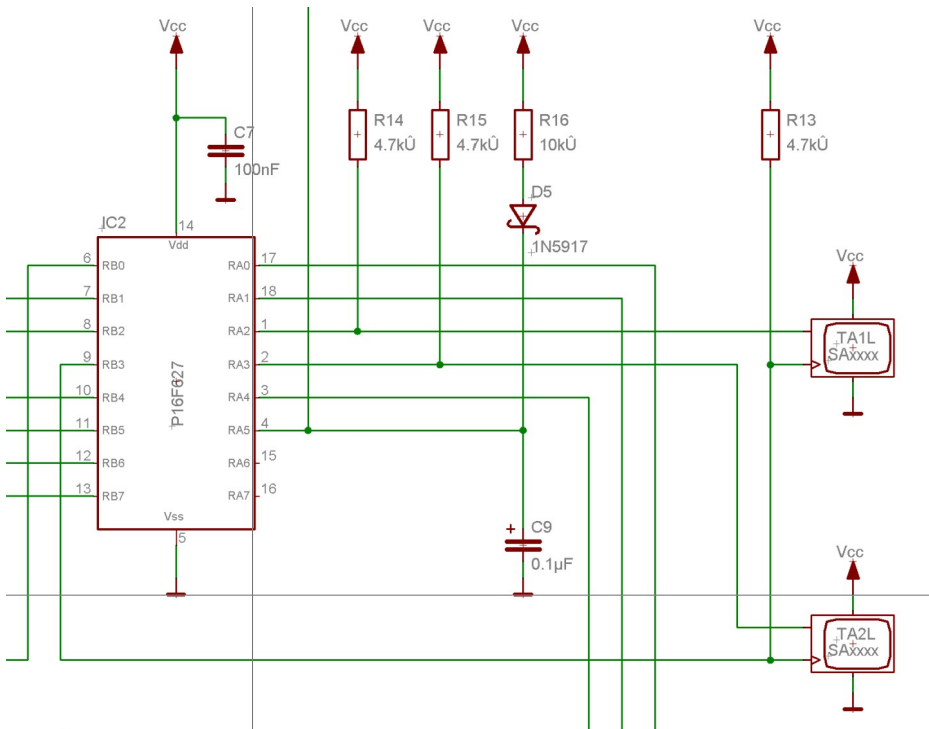 Vcc
Vcc
Vcc
Vcc
Vcc
C7
100nF
R14
4.7kÛ
R15
4.7kÛ
R16
10kÛ
R13
4.7kÛ
D5
1N5917
IC2
14
Vdd
6 RB0
RA0 17
7 RB1
RA1 18
8 RB2
RA2 1
9 RB3
RA3 2
10 RB4
RA4 3
11 RB5
RA5 4
12 RB6
RA6 15
13 RB7
RA7 16
P16F627
Vss
5
Vcc
TA1L
SAxxxx
+
C9
0.1µF
Vcc
TA2L
SAxxxx